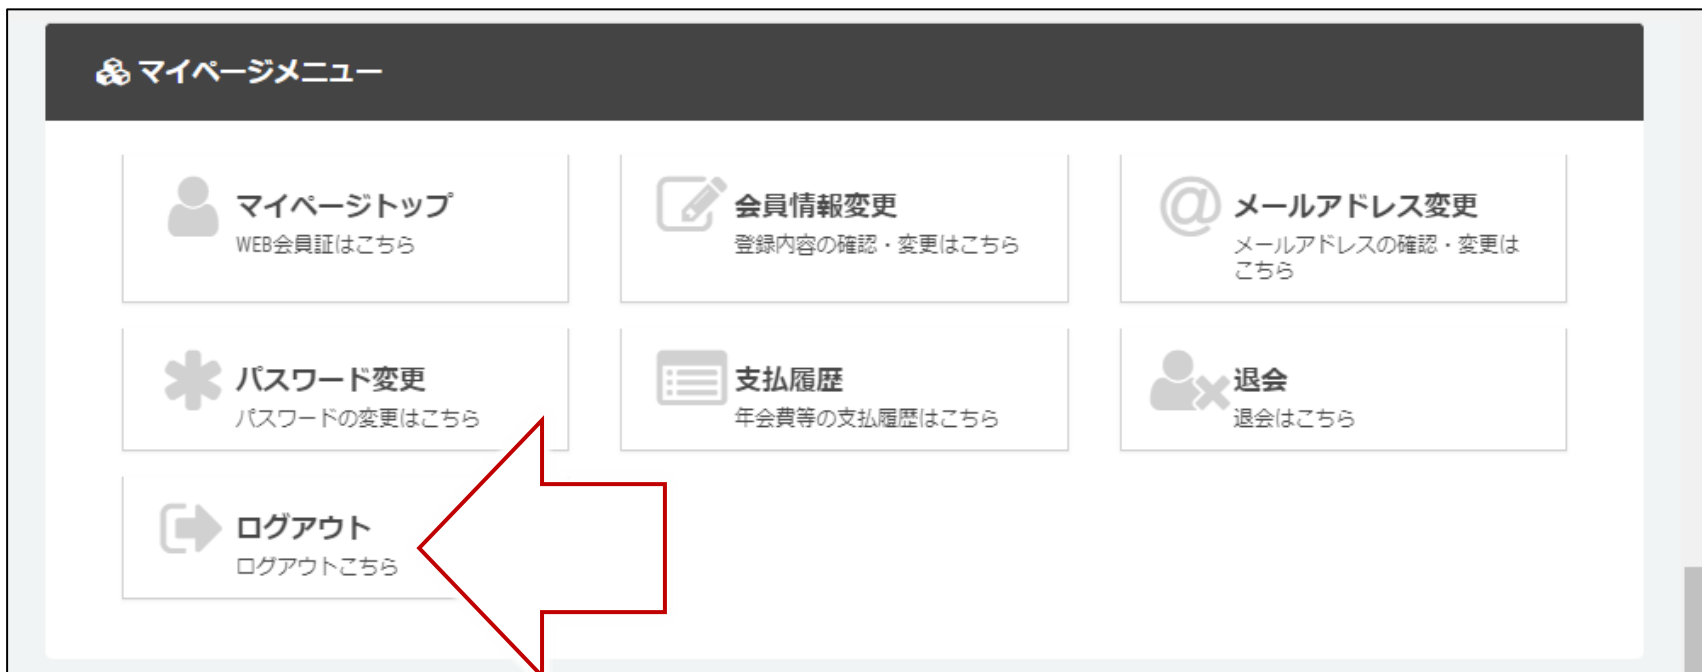 マイページメニュー
マイページトップ
WEB会員証はこちら
会員情報変更
登録内容の確認・変更はこちら
メールアドレス変更
メールアドレスの確認・変更は
こちら
パスワード変更
パスワードの変更はこちら
支払履歴
年会費等の支払履歴はこちら
退会
退会はこちら
ログアウト
ログアウトこちら